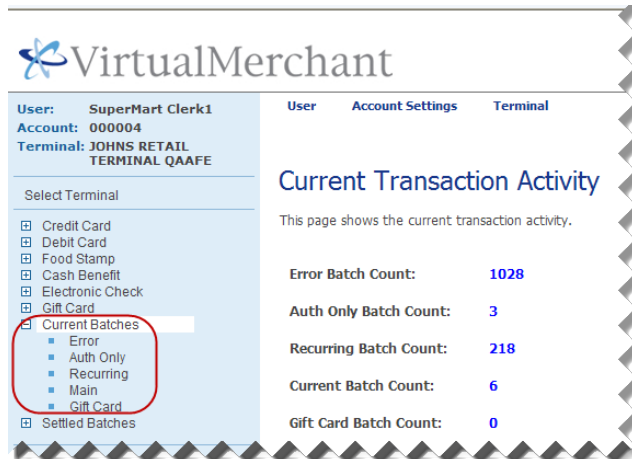 VirtualMerchant
User: SuperMart Clerk1
Account: 000004
Terminal: JOHNS RETAIL
TERMINAL QAAFE
Select Terminal
Credit Card
Debit Card
Food Stamp
Cash Benefit
Electronic Check
Gift Card
Current Batches
Error
Auth Only
Recurring
Main
Gift Card
Settled Batches
User Account Settings Terminal
Current Transaction Activity
This page shows the current transaction activity.
Error Batch Count: 1028
Auth Only Batch Count: 3
Recurring Batch Count: 218
Current Batch Count: 6
Gift Card Batch Count: 0